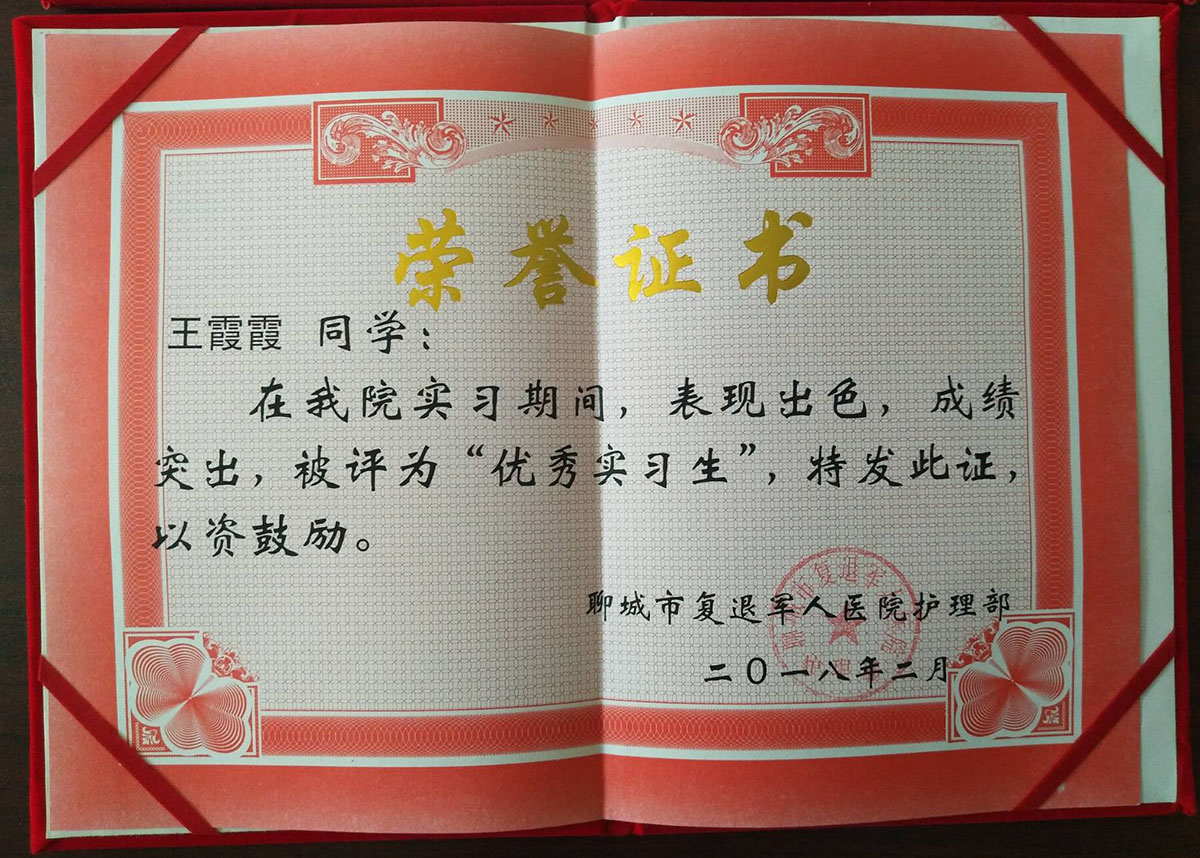 荣誉证书
王霞霞 同学：
在我院实习期间，表现出色，成绩
突出，被评为“优秀实习生”，特发此证，
以资鼓励。
聊城市复退军人医院护理部
二〇一八年二月